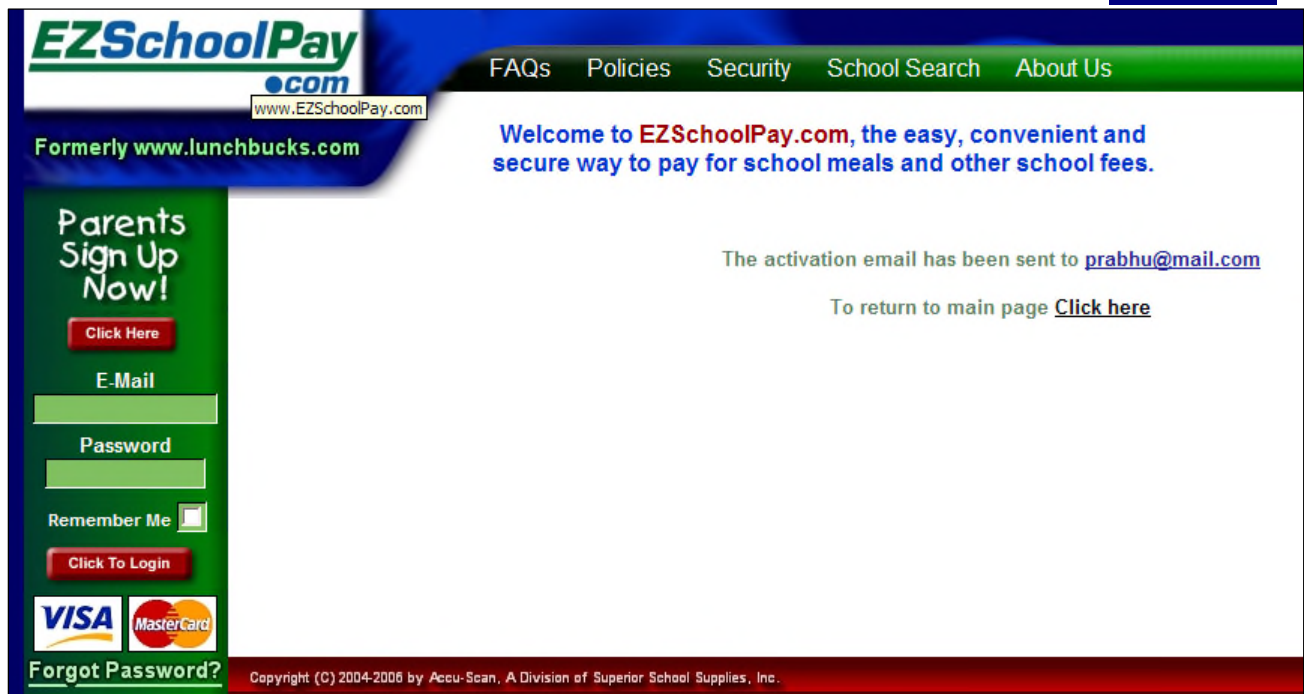 EZSchoolPay
●com
www.EZSchoolPay.com
Formerly www.lunchbucks.com
FAQs Policies Security School Search About Us
Welcome to EZSchoolPay.com, the easy, convenient and
secure way to pay for school meals and other school fees.
Parents
Sign Up
Now!
Click Here
E-Mail
Password
Remember Me
Click To Login
VISA MasterCard
Forgot Password?
The activation email has been sent to prabhu@mail.com
To return to main page Click here
Copyright (C) 2004-2006 by Accu-Scan, A Division of Superior School Supplies, Inc.